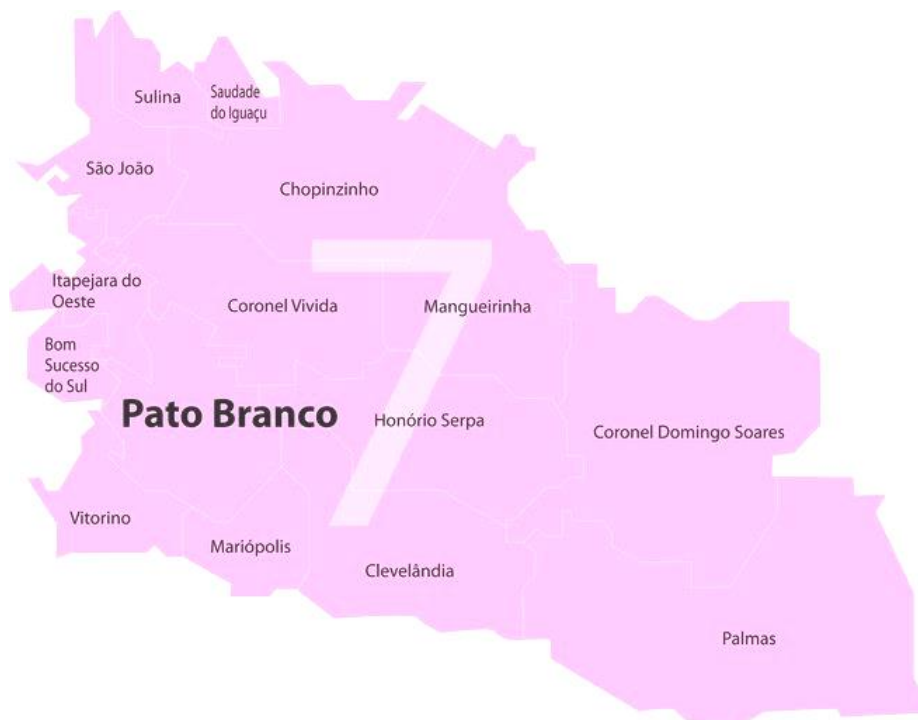 Sulina
Saudade
do Iguaçu
São João
Chopinzinho
Itapejara do
Oeste
Coronel Vivida
7
Mangueirinha
Bom
Sucesso
do Sul
Pato Branco
Honório Serpa
Coronel Domingo Soares
Vitorino
Mariópolis
Clevelândia
Palmas